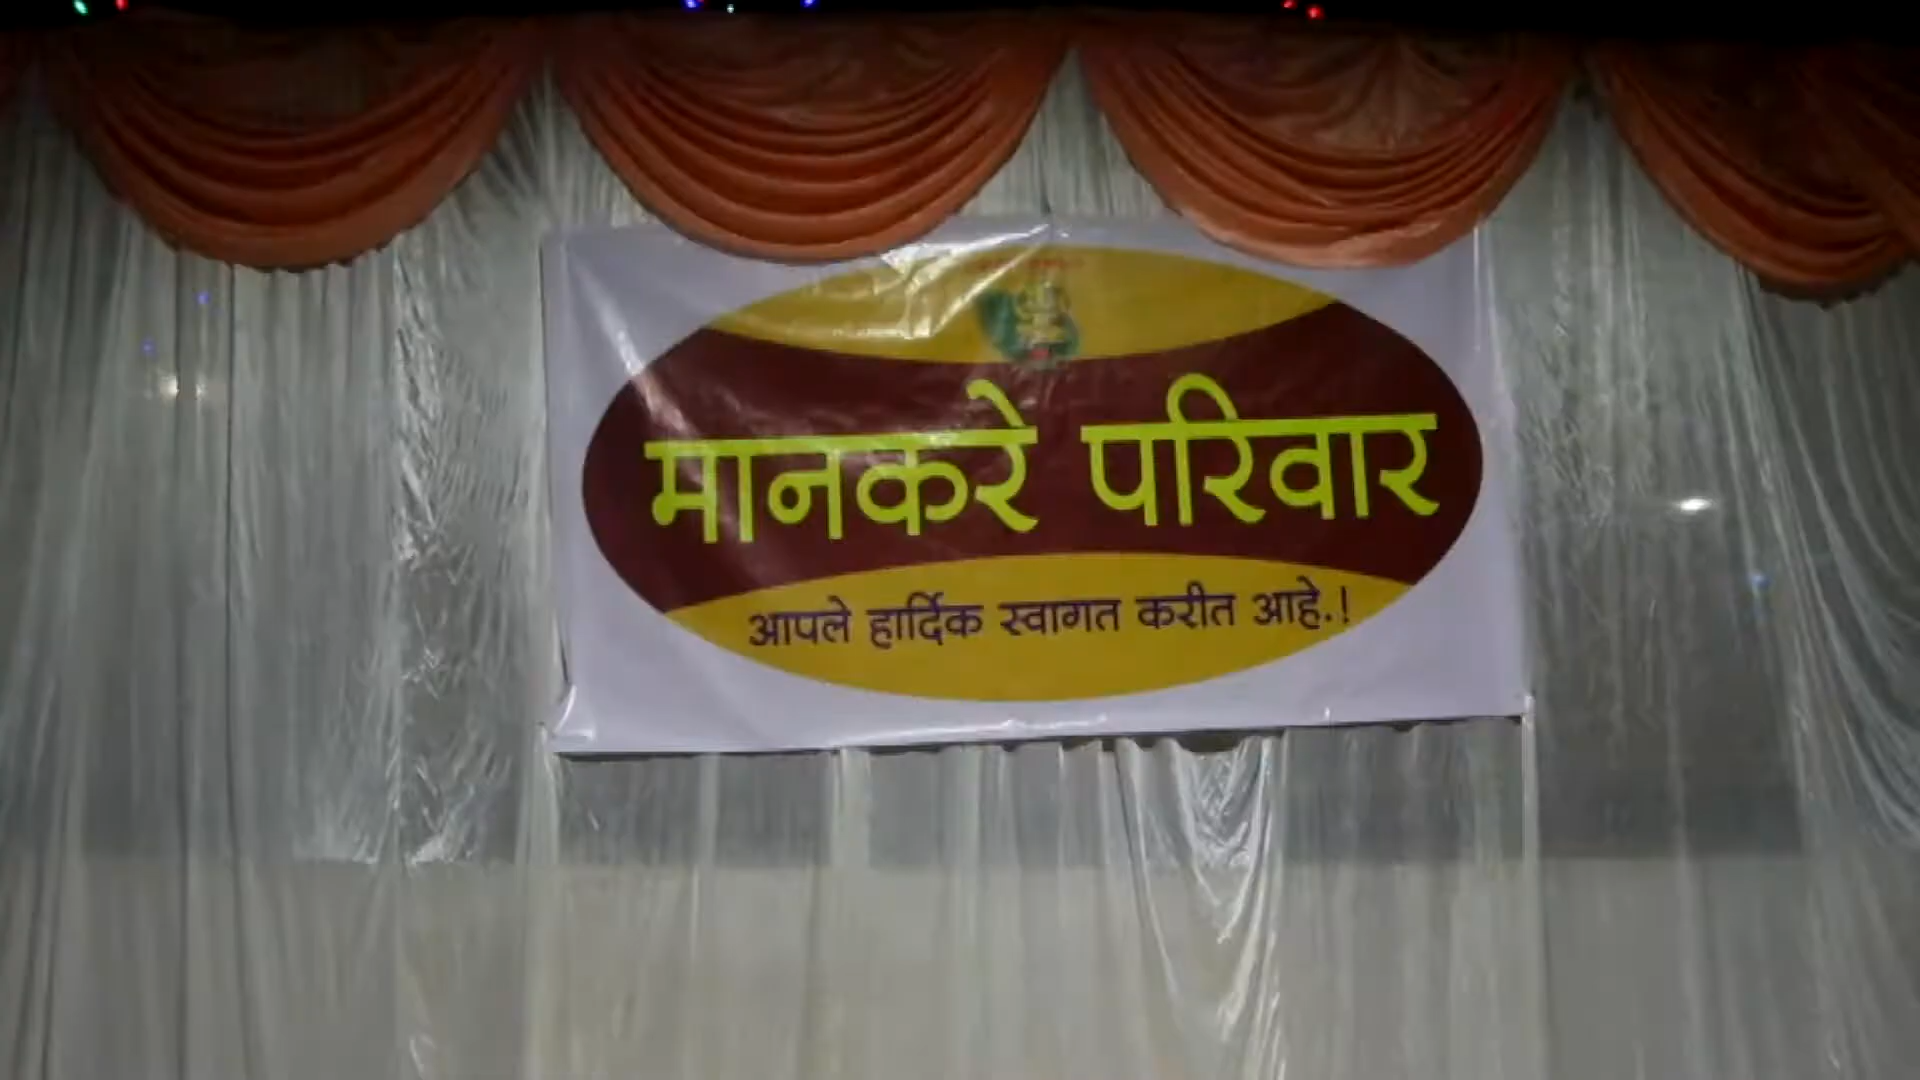 मानकरे परिवार
आपले हार्दिक स्वागत करीत आहे.!